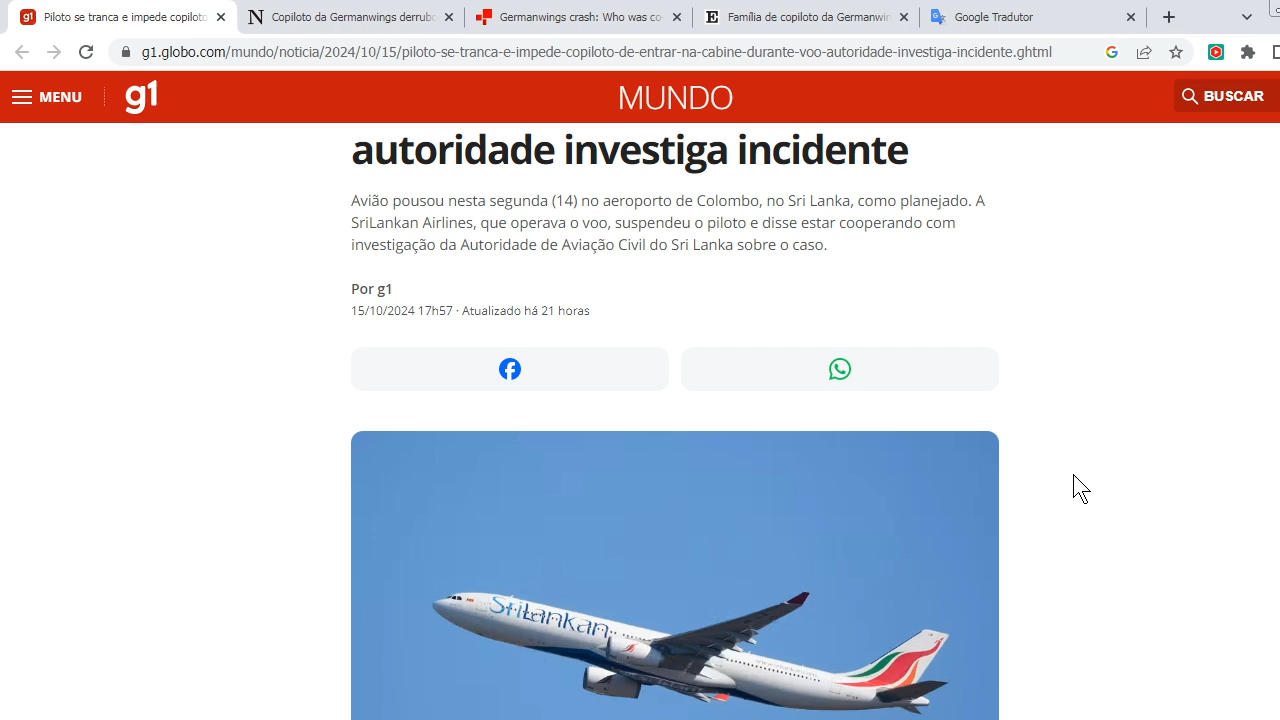 Piloto se tranca e impede copiloto
Copiloto da Germanwings derrubo
Germanwings crash: Who was co-
Família de copiloto da Germanwin
Google Tradutor
g1.globo.com/mundo/noticia/2024/10/15/piloto-se-tranca-e-impede-copiloto-de-entrar-na-cabine-durante-voo-autoridade-investiga-incidente.ghtml
MENU
g1
MUNDO
BUSCAR
autoridade investiga incidente
Avião pousou nesta segunda (14) no aeroporto de Colombo, no Sri Lanka, como planejado. A
SriLankan Airlines, que operava o voo, suspendeu o piloto e disse estar cooperando com
investigação da Autoridade de Aviação Civil do Sri Lanka sobre o caso.
Por g1
15/10/2024 17h57 · Atualizado há 21 horas
SriLankan